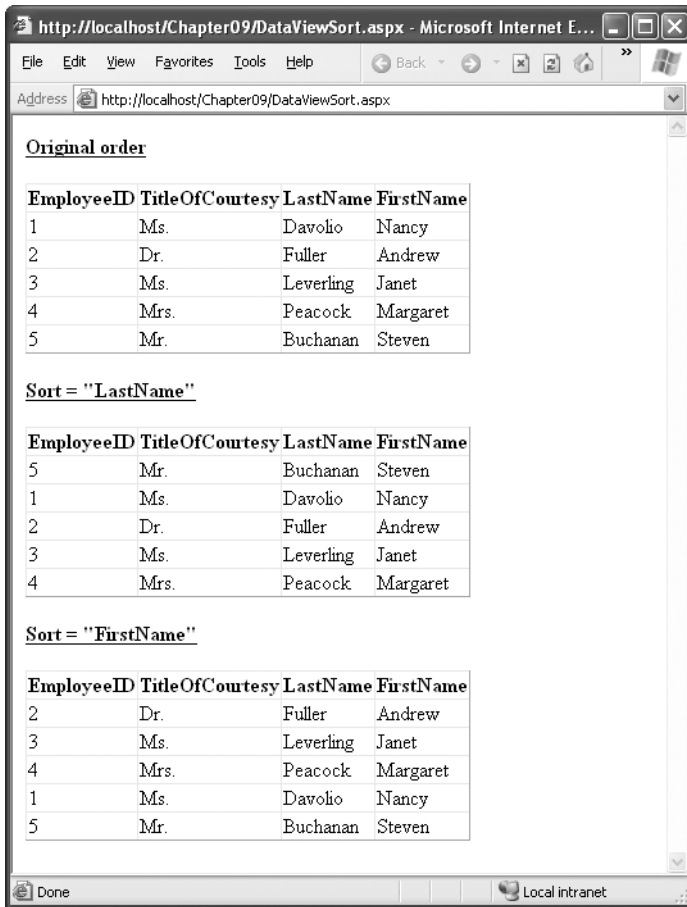 http://localhost/Chapter09/DataViewSort.aspx - Microsoft Internet E...
File Edit View Favorites Tools Help Back »
Address http://localhost/Chapter09/DataViewSort.aspx
Original order
EmployeeID TitleOfCourtesy LastName FirstName
1 Ms. Davolio Nancy
2 Dr. Fuller Andrew
3 Ms. Leverling Janet
4 Mrs. Peacock Margaret
5 Mr. Buchanan Steven
Sort = "LastName"
EmployeeID TitleOfCourtesy LastName FirstName
5 Mr. Buchanan Steven
1 Ms. Davolio Nancy
2 Dr. Fuller Andrew
3 Ms. Leverling Janet
4 Mrs. Peacock Margaret
Sort = "FirstName"
EmployeeID TitleOfCourtesy LastName FirstName
2 Dr. Fuller Andrew
3 Ms. Leverling Janet
4 Mrs. Peacock Margaret
1 Ms. Davolio Nancy
5 Mr. Buchanan Steven
Done Local intranet